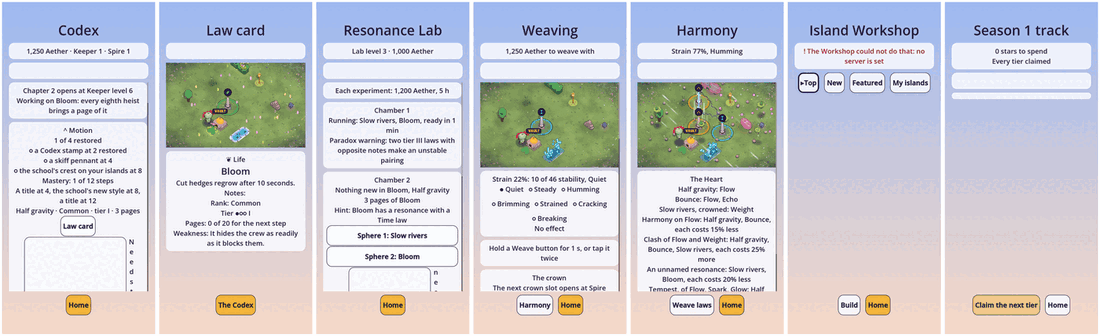 Codex
1,250 Aether · Keeper 1 · Spire 1
Chapter 2 opens at Keeper level 6
Working on Bloom: every eighth heist
brings a page of it
^ Motion
1 of 4 restored
o a Codex stamp at 2 restored
o a skiff pennant at 4
o the school's crest on your islands at 8
Mastery: 1 of 12 steps
A title at 4, the school's new style at 8,
a title at 12
Half gravity · Common · tier I · 3 pages
Law card
N
e
e
d
s
Home
Law card
VAULT
❦ Life
Bloom
Cut hedges regrow after 10 seconds.
Notes:
Rank: Common
Tier ●○○ I
Pages: 0 of 20 for the next step
Weakness: It hides the crew as readily
as it blocks them.
The Codex
Resonance Lab
Lab level 3 · 1,000 Aether
Each experiment: 1,200 Aether, 5 h
Chamber 1
Running: Slow rivers, Bloom, ready in 1
min
Paradox warning: two tier III laws with
opposite notes make an unstable
pairing
Chamber 2
Nothing new in Bloom, Half gravity
3 pages of Bloom
Hint: Bloom has a resonance with a
Time law
Sphere 1: Slow rivers
Sphere 2: Bloom
n
e
Home
Weaving
1,250 Aether to weave with
VAULT
Strain 22%: 10 of 46 stability, Quiet
● Quiet o Steady o Humming
o Brimming o Strained o Cracking
o Breaking
No effect
Hold a Weave button for 1 s, or tap it
twice
The crown
The next crown slot opens at Spire
Harmony
Home
Harmony
Strain 77%, Humming
VAULT
The Heart
Half gravity: Flow
Bounce: Flow, Echo
Slow rivers, crowned: Weight
Harmony on Flow: Half gravity, Bounce,
each costs 15% less
Clash of Flow and Weight: Half gravity,
Bounce, Slow rivers, each costs 25%
more
An unnamed resonance: Slow rivers,
Bloom, each costs 20% less
Tempest, of Flow, Spark, Glow: Half
Weave laws
Home
Island Workshop
! The Workshop could not do that: no
server is set
▸Top
New
Featured
My islands
Build
Home
Season 1 track
0 stars to spend
Every tier claimed
Claim the next tier
Home